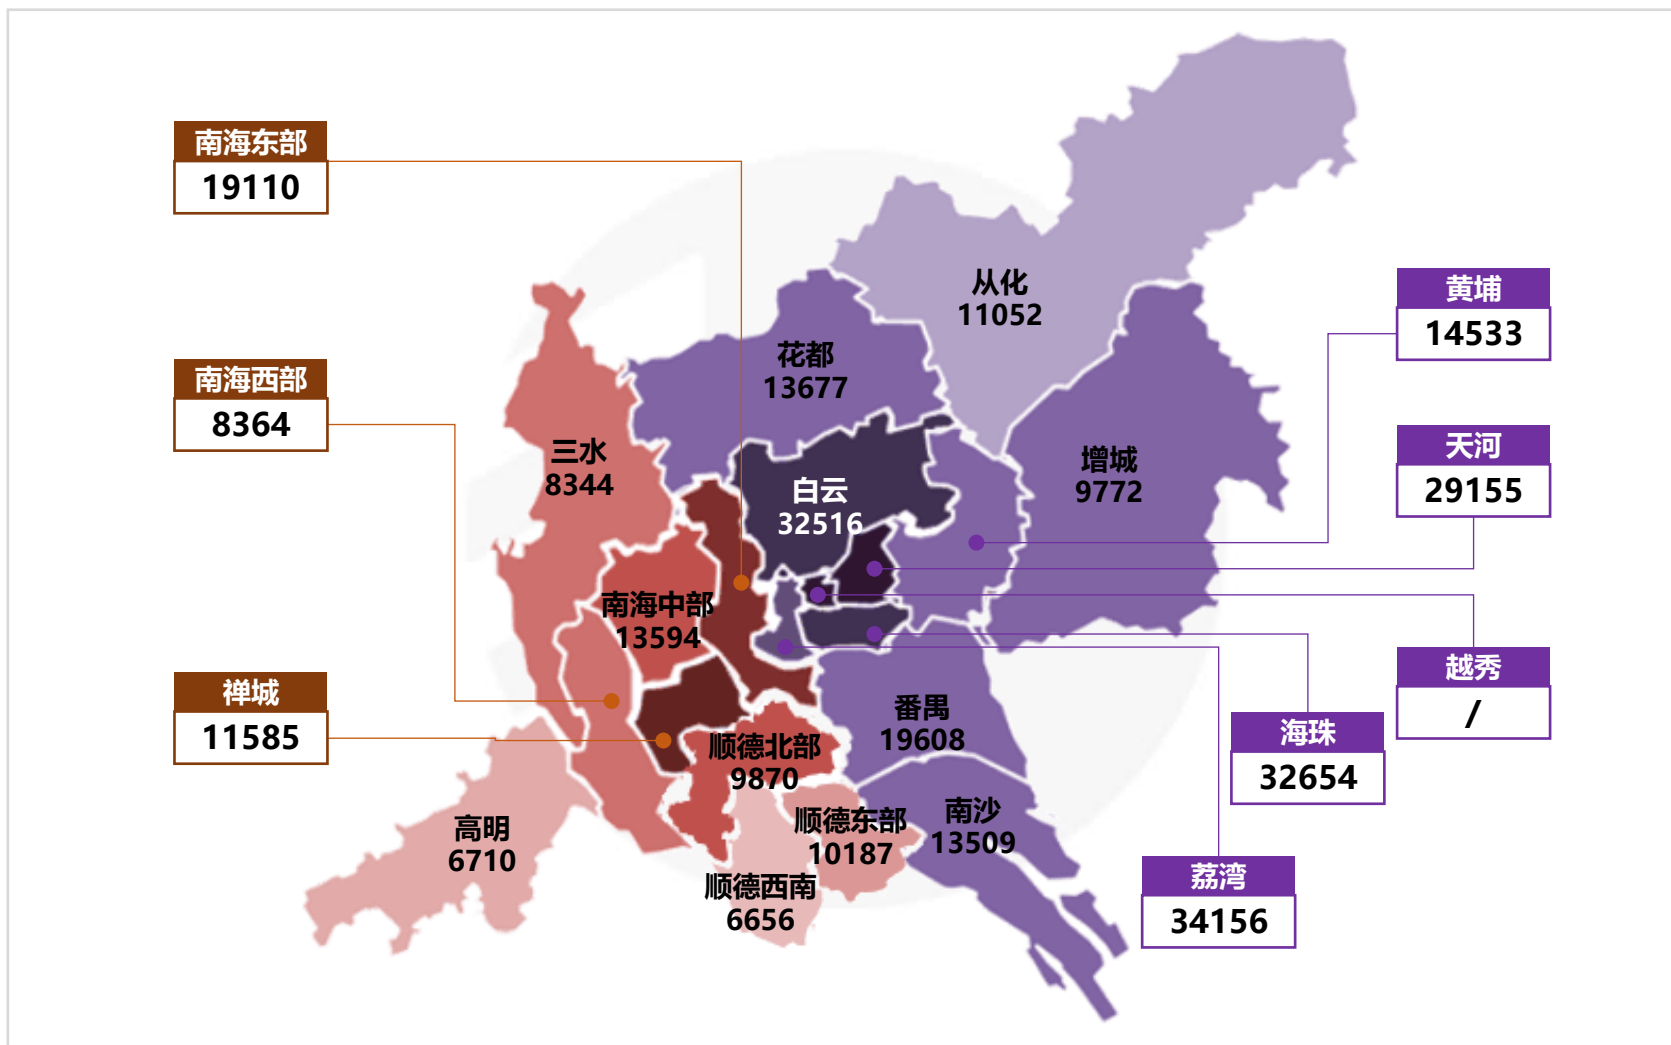 南海东部
19110
南海西部
8364
禅城
11585
从化
11052
花都
13677
三水
8344
白云
32516
增城
9772
南海中部
13594
番禺
19608
顺德北部
9870
南沙
13509
顺德东部
10187
高明
6710
顺德西南
6656
黄埔
14533
天河
29155
越秀
/
海珠
32654
荔湾
34156